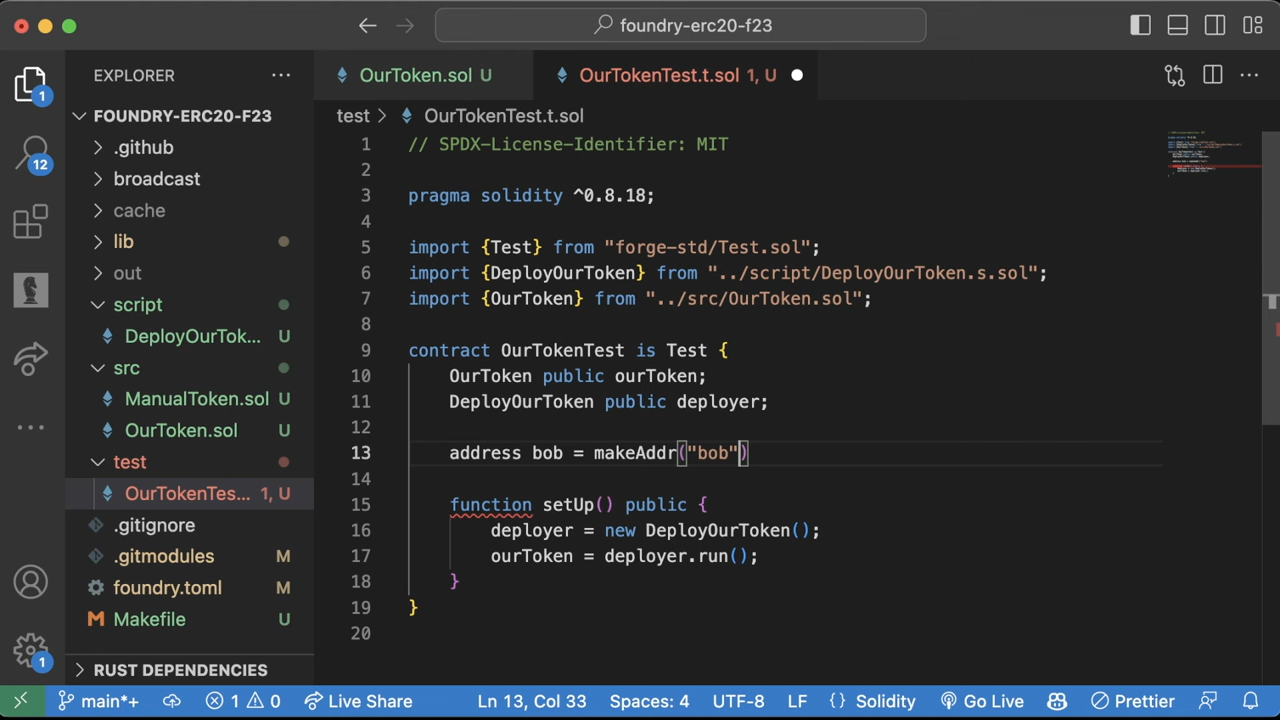 foundry-erc20-f23
EXPLORER
OurToken.sol U
OurTokenTest.t.sol 1, U
1
FOUNDRY-ERC20-F23
test > OurTokenTest.t.sol
.github
broadcast
cache
lib
out
script
DeployOurTok... U
src
ManualToken.sol U
OurToken.sol U
test
OurTokenTes... 1, U
.gitignore
.gitmodules M
foundry.toml M
Makefile U
RUST DEPENDENCIES
12
1
1 // SPDX-License-Identifier: MIT
2
3 pragma solidity ^0.8.18;
4
5 import {Test} from "forge-std/Test.sol";
6 import {DeployOurToken} from "../script/DeployOurToken.s.sol";
7 import {OurToken} from "../src/OurToken.sol";
8
9 contract OurTokenTest is Test {
10 OurToken public ourToken;
11 DeployOurToken public deployer;
12
13 address bob = makeAddr("bob")
14
15 function setUp() public {
16 deployer = new DeployOurToken();
17 ourToken = deployer.run();
18 }
19 }
20
main*+ 1 0 Live Share Ln 13, Col 33 Spaces: 4 UTF-8 LF {} Solidity Go Live Prettier